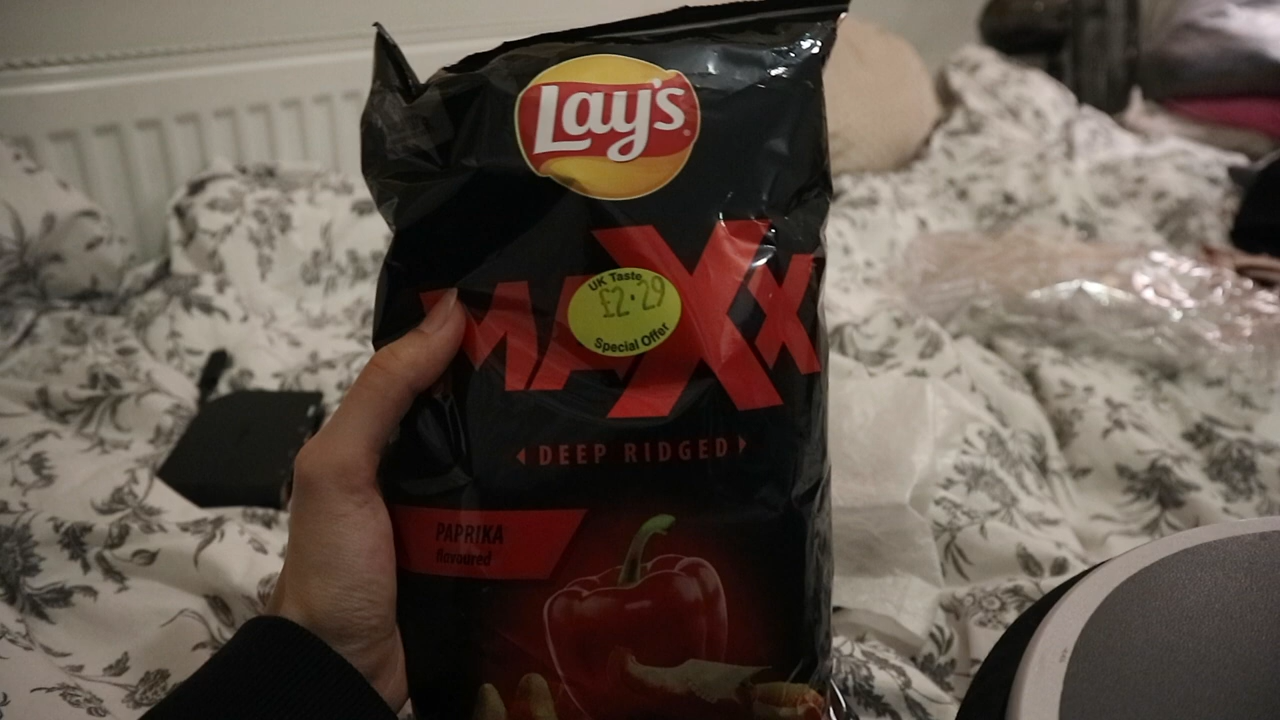 Lay's
MAXX
UK Taste
£2.29
Special Offer
DEEP RIDGED
PAPRIKA
flavoured